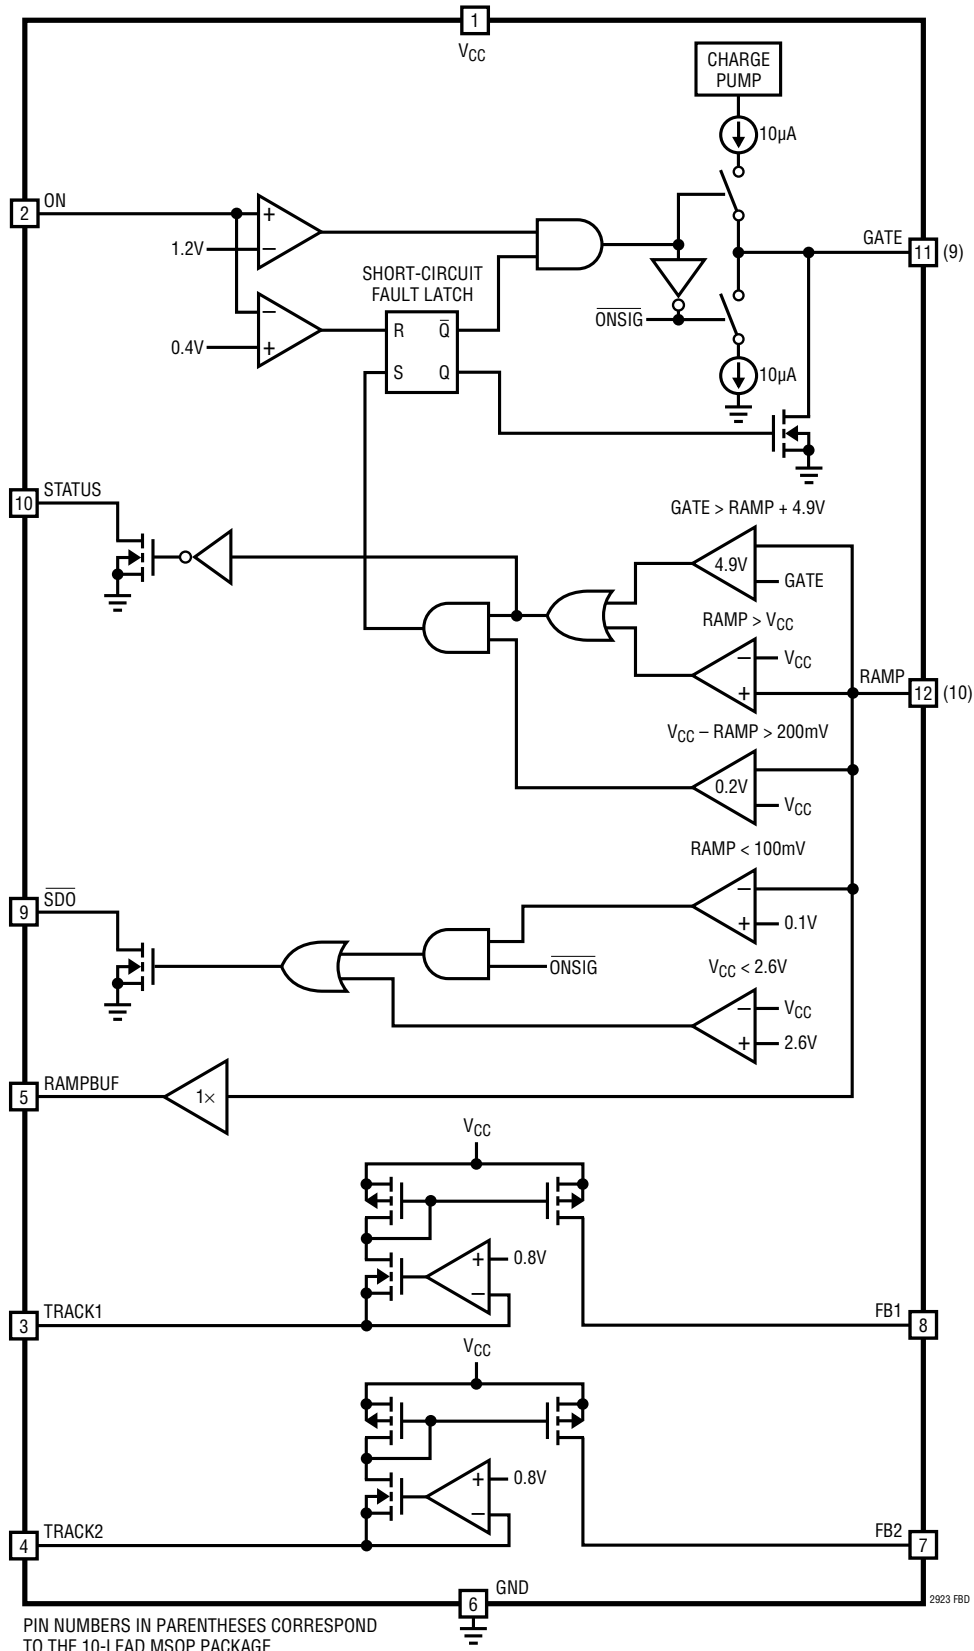 1
VCC
CHARGE
PUMP
10µA
2
ON
+
1.2V
–
GATE
11
(9)
SHORT-CIRCUIT
FAULT LATCH
–
0.4V
+
R
Q̅
S
Q
O̅N̅S̅I̅G̅
10µA
10
STATUS
GATE > RAMP + 4.9V
4.9V
GATE
RAMP > VCC
–
VCC
+
RAMP
12
(10)
VCC – RAMP > 200mV
0.2V
VCC
RAMP < 100mV
9
S̅D̅O̅
–
+
0.1V
O̅N̅S̅I̅G̅
VCC < 2.6V
–
VCC
+
2.6V
5
RAMPBUF
1×
VCC
+
0.8V
–
3
TRACK1
FB1
8
VCC
+
0.8V
–
4
TRACK2
FB2
7
6
GND
2923 FBD
PIN NUMBERS IN PARENTHESES CORRESPOND
TO THE 10-LEAD MSOP PACKAGE